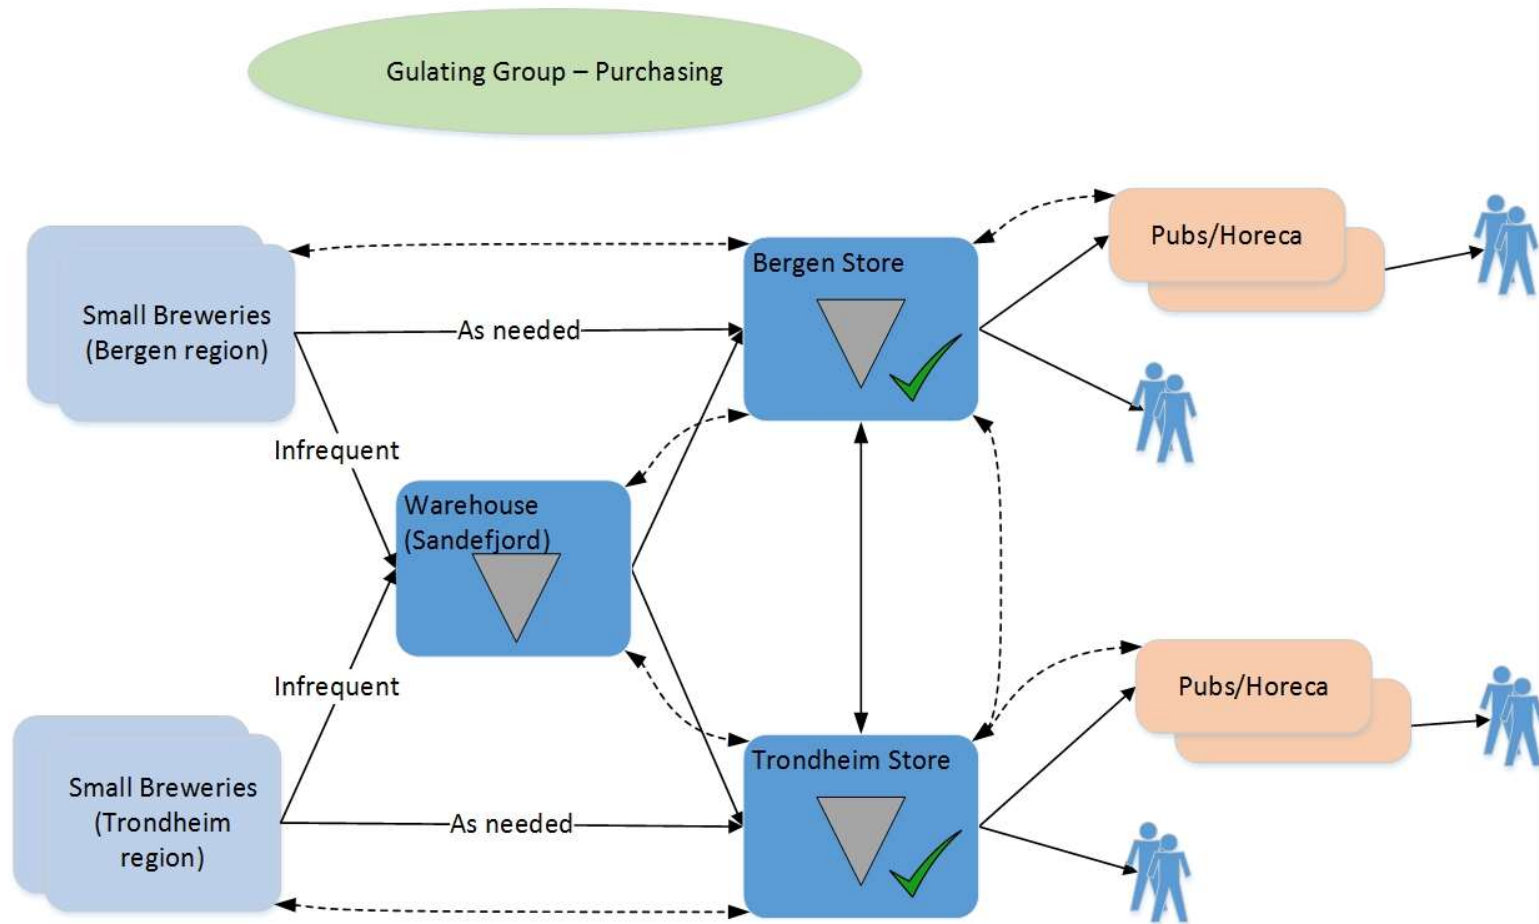 Gulating Group – Purchasing
Pubs/Horeca
Bergen Store
Small Breweries
(Bergen region)
As needed
Infrequent
Warehouse
(Sandefjord)
Infrequent
Pubs/Horeca
Trondheim Store
Small Breweries
(Trondheim
region)
As needed